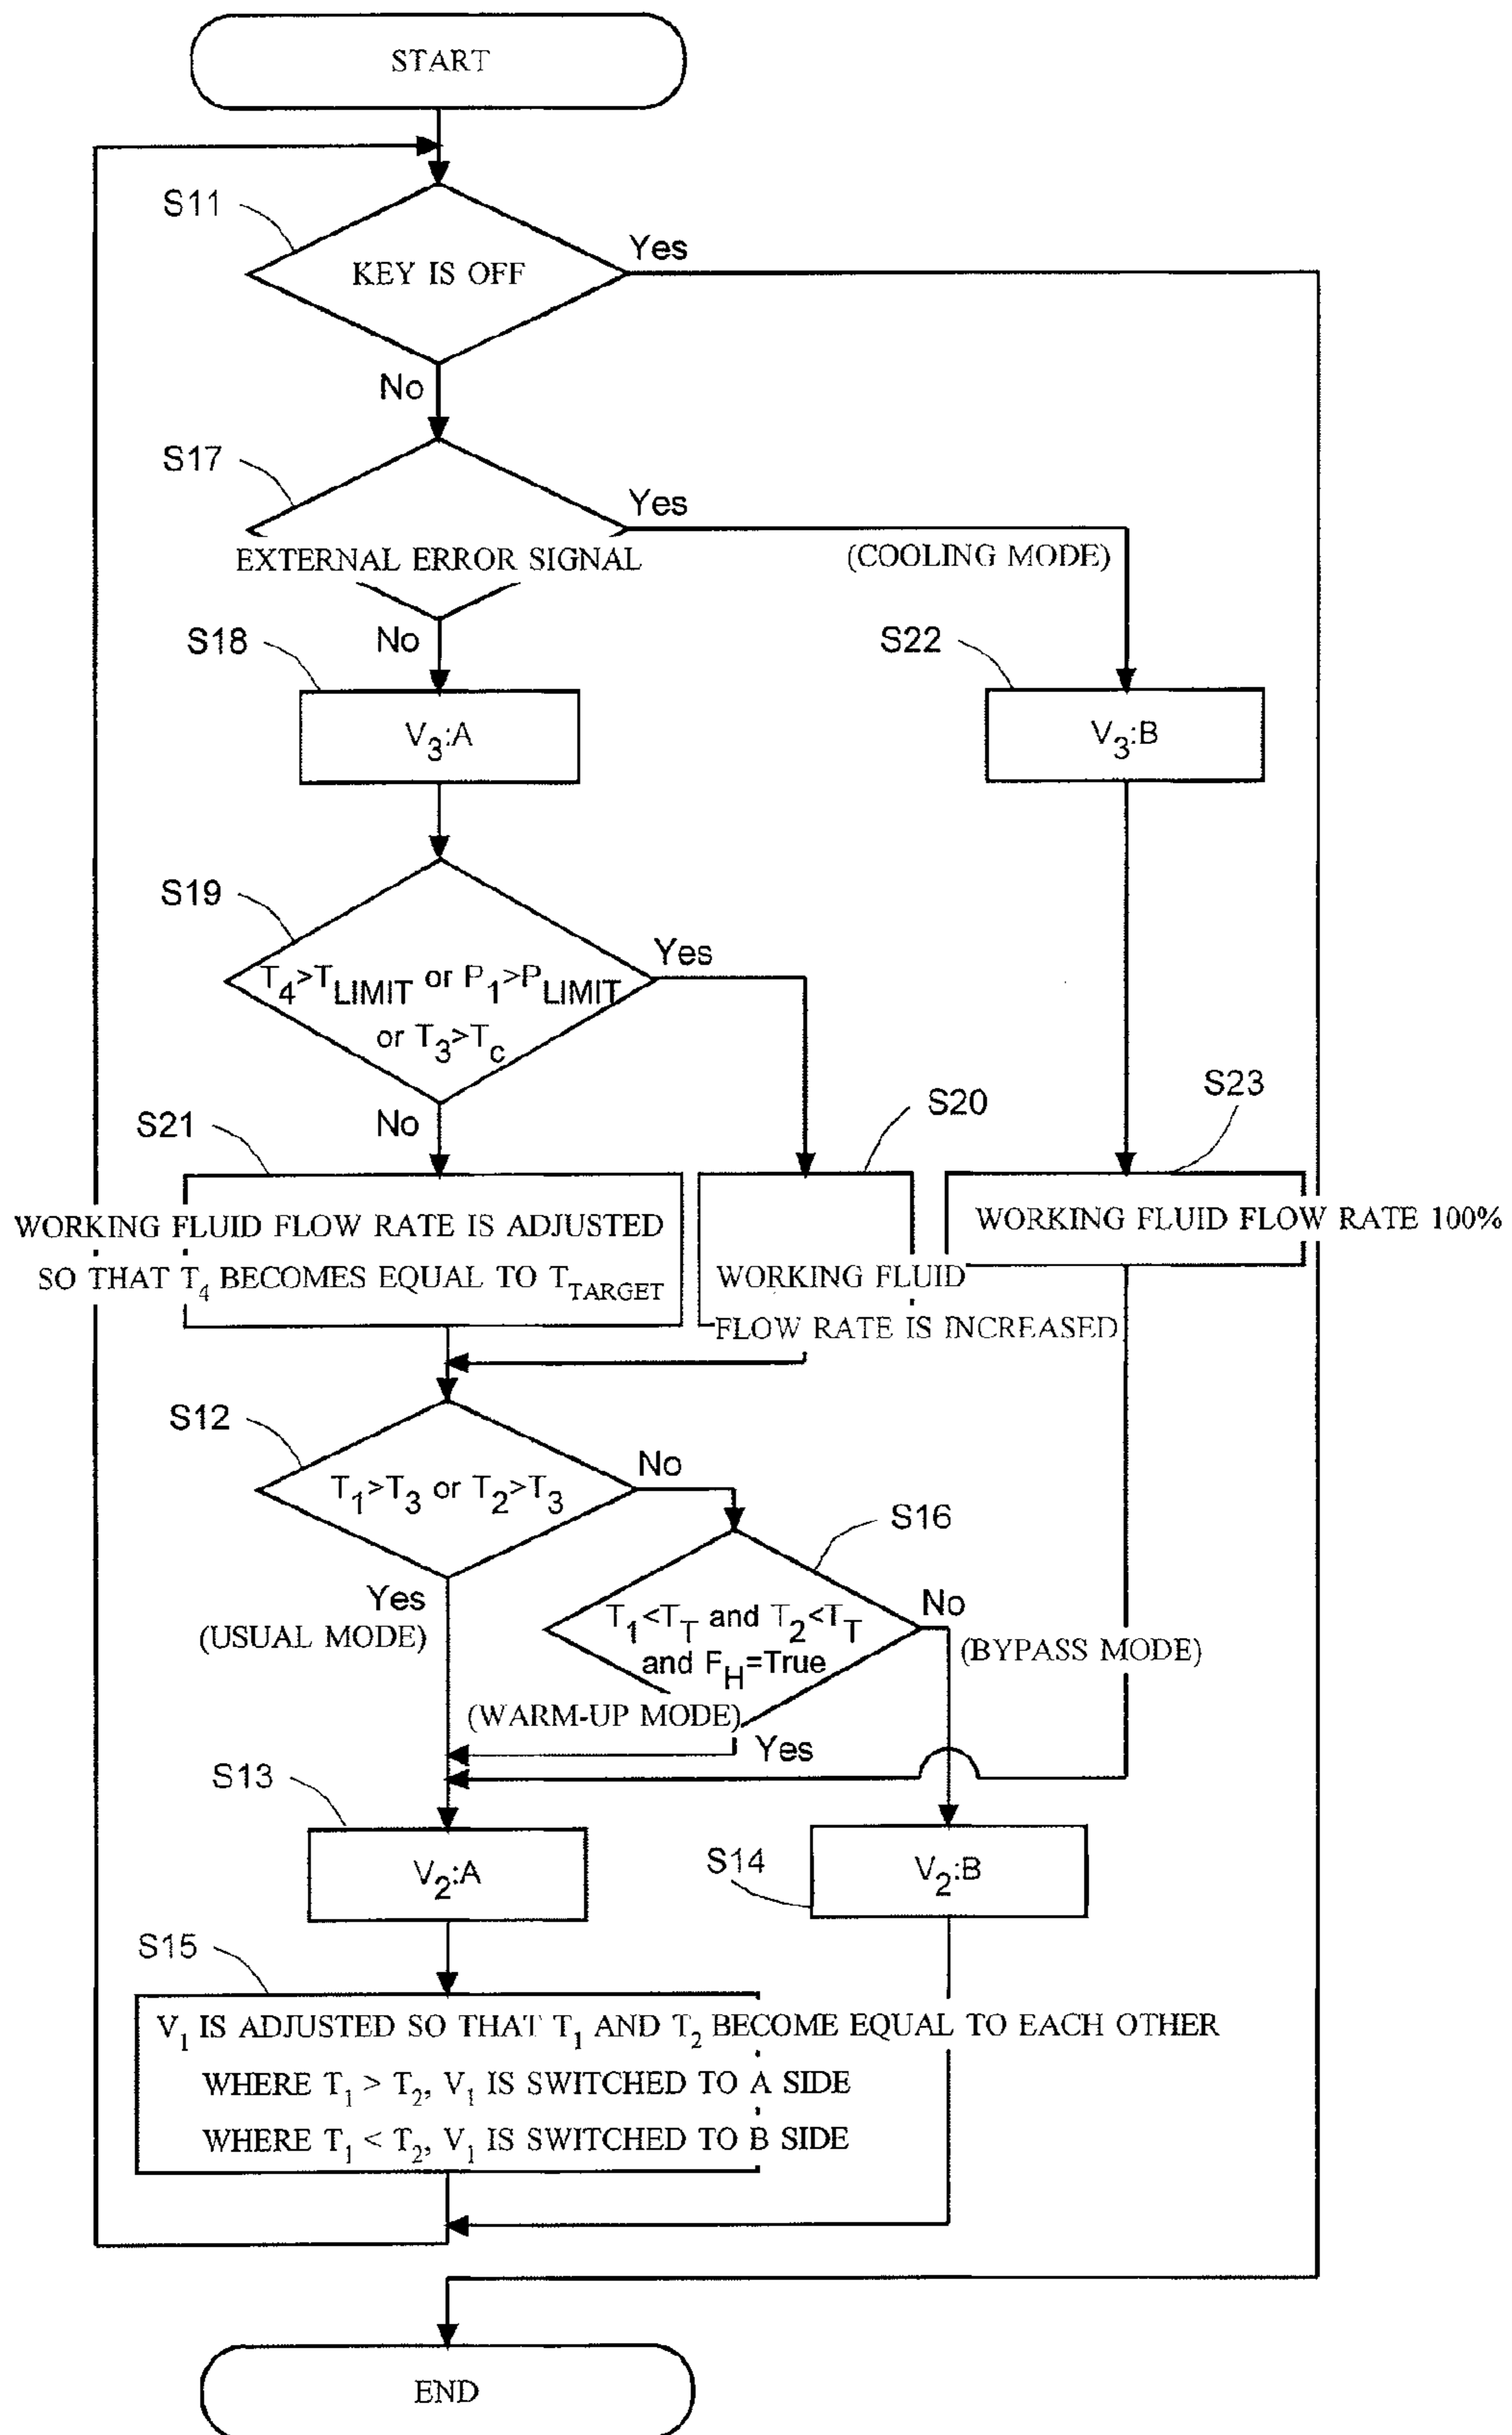 START
S11
KEY IS OFF
Yes
No
S17
EXTERNAL ERROR SIGNAL
Yes
(COOLING MODE)
No
S18
V3:A
S22
V3:B
S19
T4>TLIMIT or P1>PLIMIT
or T3>Tc
Yes
No
S21
WORKING FLUID FLOW RATE IS ADJUSTED
SO THAT T4 BECOMES EQUAL TO TTARGET
S20
WORKING FLUID
FLOW RATE IS INCREASED
S23
WORKING FLUID FLOW RATE 100%
S12
T1>T3 or T2>T3
No
Yes
(USUAL MODE)
S16
T1<TT and T2<TT
and FH=True
No
(BYPASS MODE)
(WARM-UP MODE)
Yes
S13
V2:A
S14
V2:B
S15
V1 IS ADJUSTED SO THAT T1 AND T2 BECOME EQUAL TO EACH OTHER
WHERE T1 > T2, V1 IS SWITCHED TO A SIDE
WHERE T1 < T2, V1 IS SWITCHED TO B SIDE
END